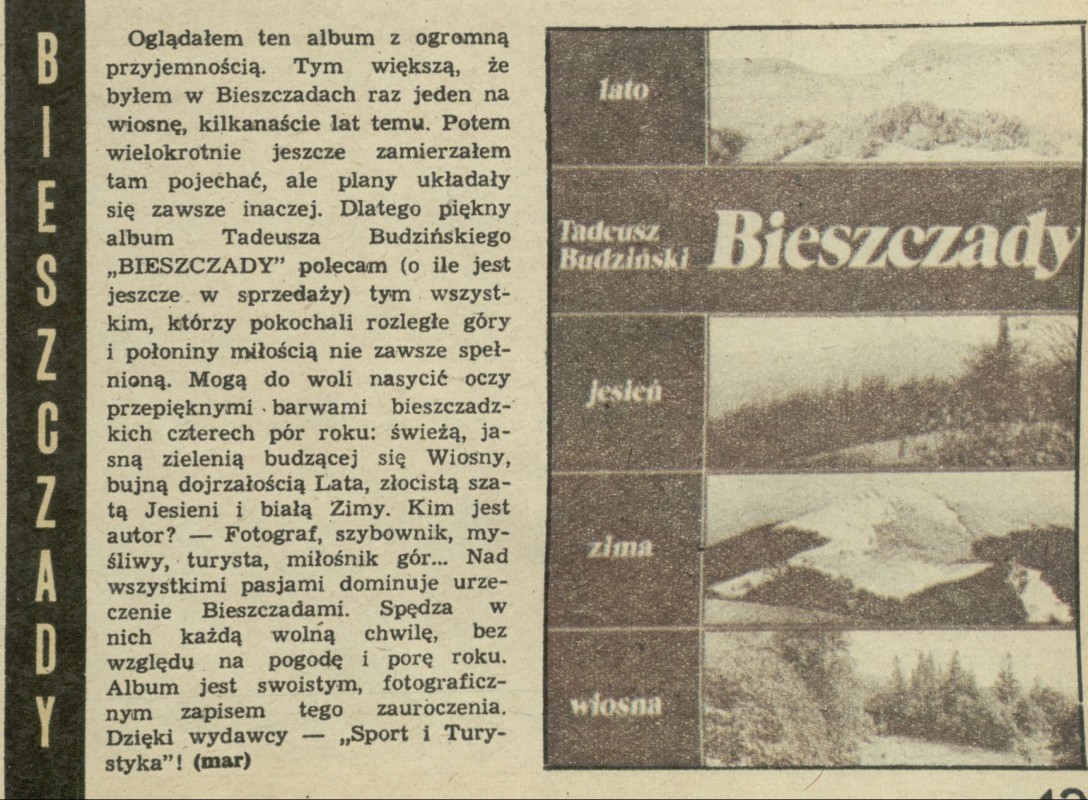 BIESZCZADY
Oglądałem ten album z ogromną
przyjemnością. Tym większą, że
byłem w Bieszczadach raz jeden na
wiosnę, kilkanaście lat temu. Potem
wielokrotnie jeszcze zamierzałem
tam pojechać, ale plany układały
się zawsze inaczej. Dlatego piękny
album Tadeusza Budzińskiego
„BIESZCZADY” polecam (o ile jest
jeszcze w sprzedaży) tym wszyst-
kim, którzy pokochali rozległe góry
i połoniny miłością nie zawsze speł-
nioną. Mogą do woli nasycić oczy
przepięknymi barwami bieszczadz-
kich czterech pór roku: świeżą, ja-
sną zielenią budzącej się Wiosny,
bujną dojrzałością Lata, złocistą sza-
tą Jesieni i białą Zimy. Kim jest
autor? — Fotograf, szybownik, my-
śliwy, turysta, miłośnik gór... Nad
wszystkimi pasjami dominuje urze-
czenie Bieszczadami. Spędza w
nich każdą wolną chwilę, bez
względu na pogodę i porę roku.
Album jest swoistym, fotograficz-
nym zapisem tego zauroczenia.
Dzięki wydawcy — „Sport i Tury-
styka”! (mar)
lato
Tadeusz
Budziński
Bieszczady
jesień
zima
wiosna